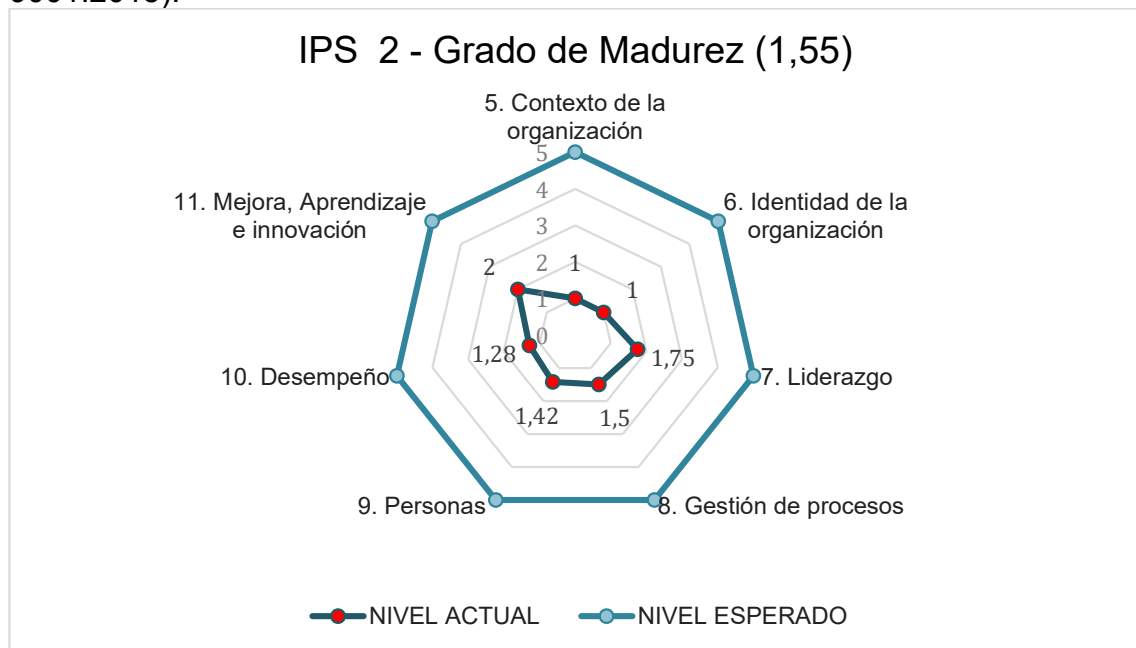 IPS 2 - Grado de Madurez (1,55)
5. Contexto de la
organización
5
4
3
2
1
0
11. Mejora, Aprendizaje
e innovación
6. Identidad de la
organización
2
1
1
1,28
1,75
10. Desempeño
7. Liderazgo
1,42
1,5
9. Personas
8. Gestión de procesos
NIVEL ACTUAL
NIVEL ESPERADO